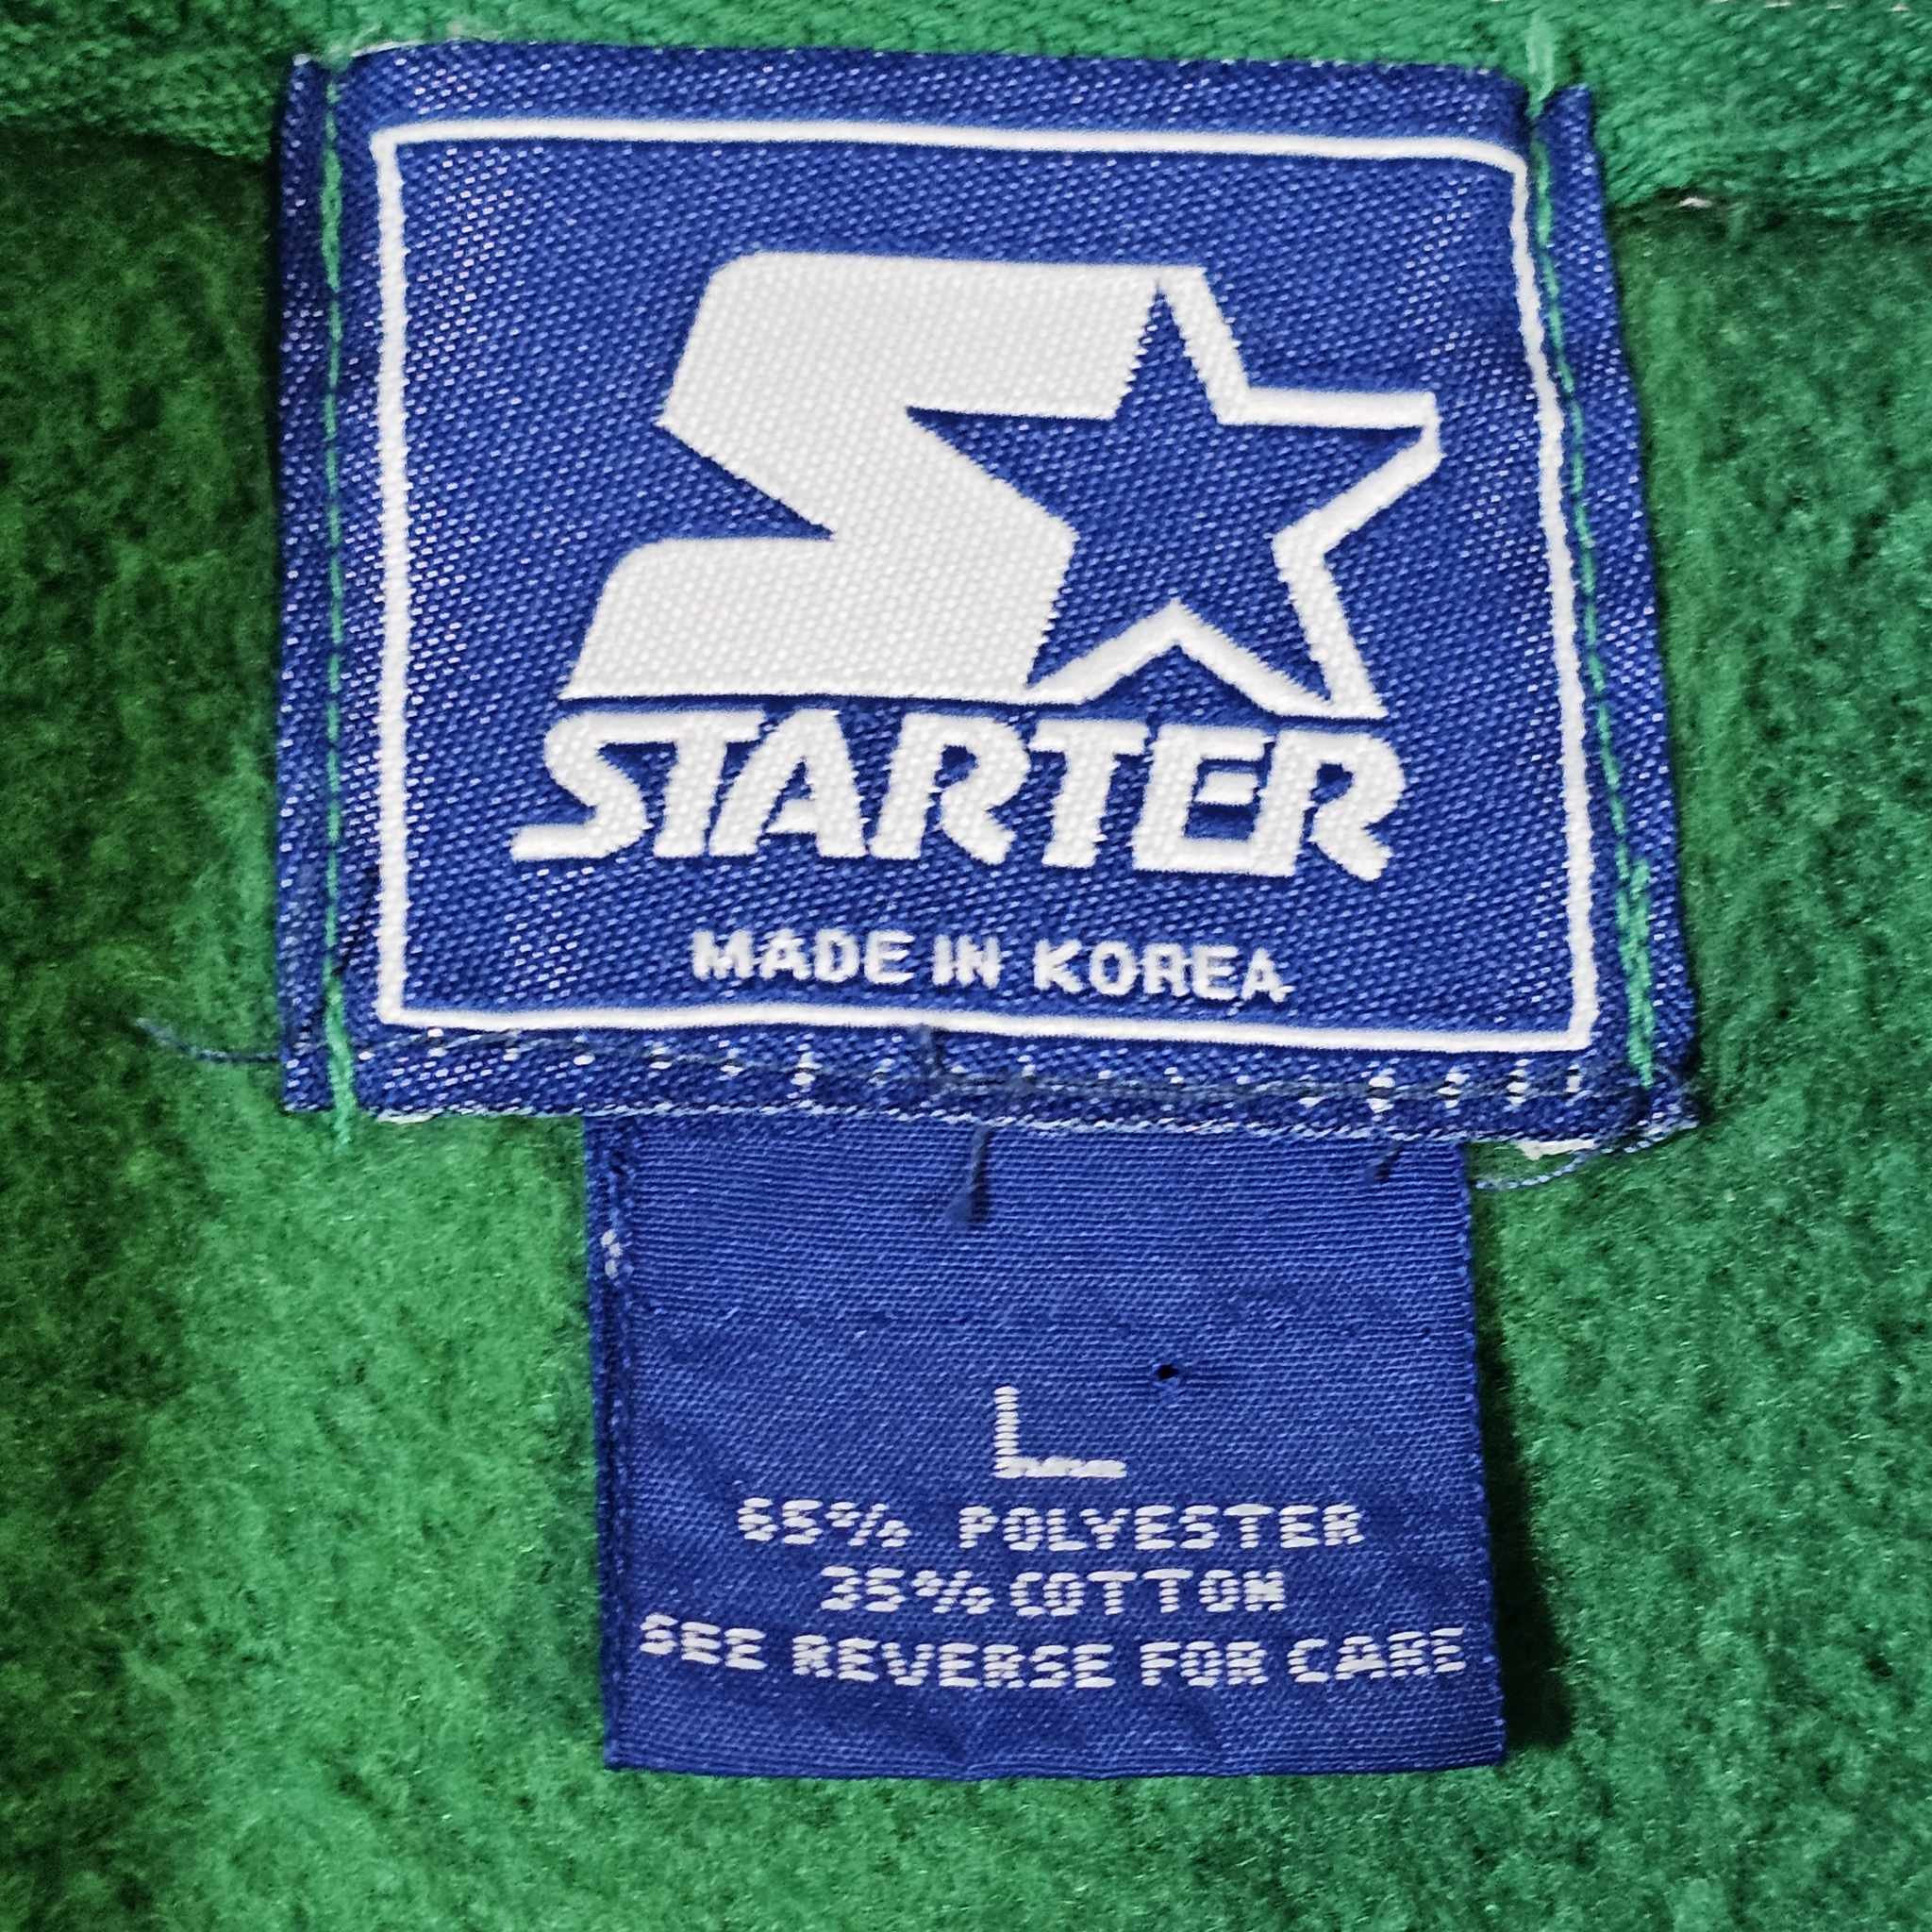 STARTER
MADE IN KOREA
L
65% POLYESTER
35% COTTON
SEE REVERSE FOR CARE